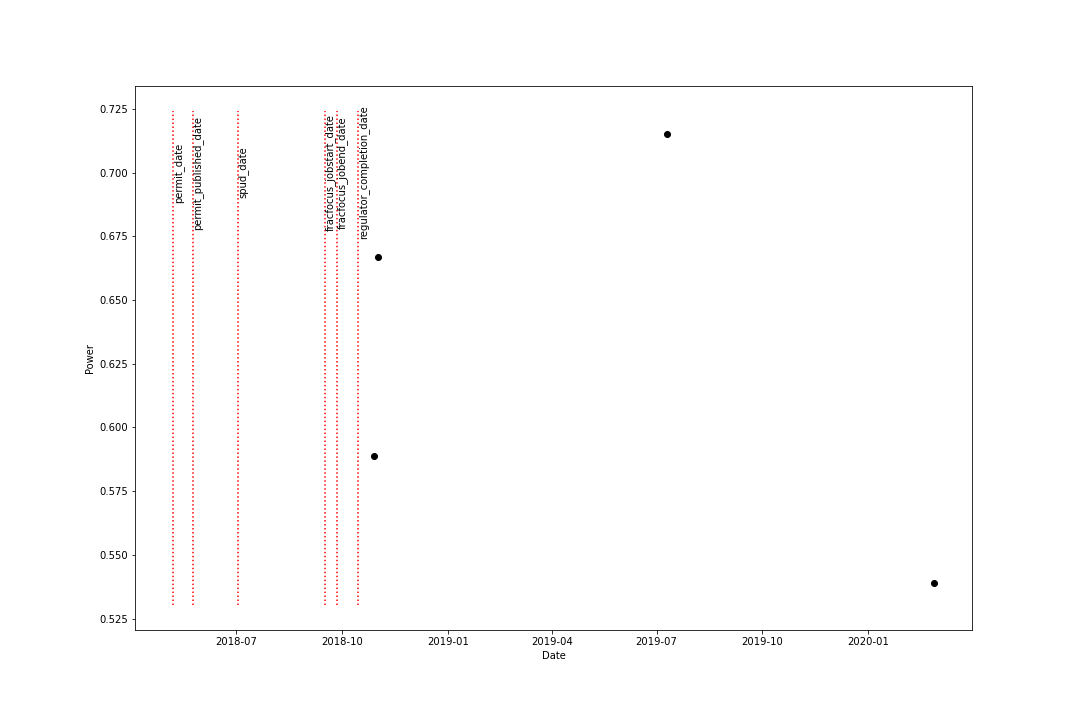 0.725
0.700
0.675
0.650
0.625
0.600
0.575
0.550
0.525
Power
permit_date
permit_published_date
spud_date
fracfocus_jobstart_date
fracfocus_jobend_date
regulator_completion_date
2018-07
2018-10
2019-01
2019-04
2019-07
2019-10
2020-01
Date